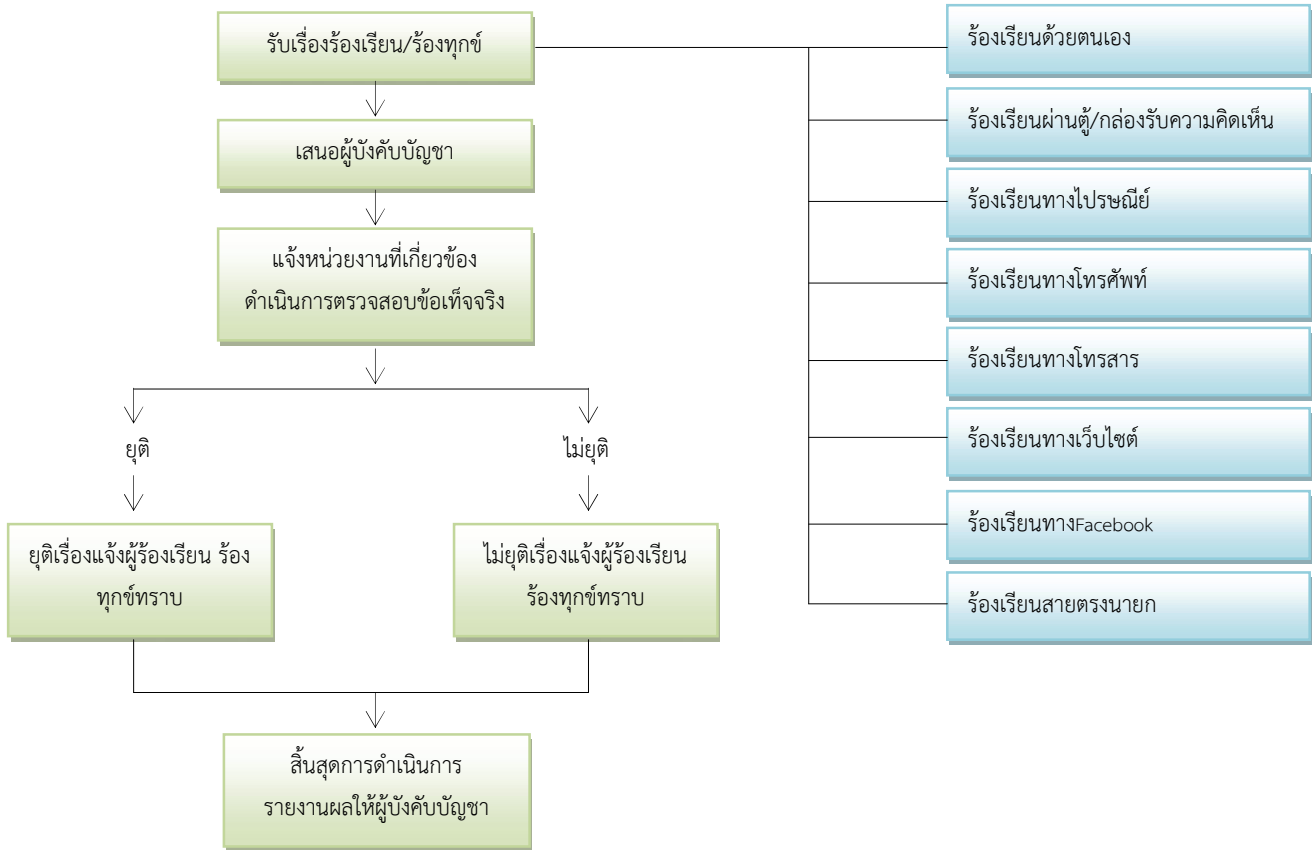 รับเรื่องร้องเรียน/ร้องทุกข์
เสนอผู้บังคับบัญชา
แจ้งหน่วยงานที่เกี่ยวข้อง
ดำเนินการตรวจสอบข้อเท็จจริง
ยุติ
ไม่ยุติ
ยุติเรื่องแจ้งผู้ร้องเรียน ร้อง
ทุกข์ทราบ
ไม่ยุติเรื่องแจ้งผู้ร้องเรียน
ร้องทุกข์ทราบ
สิ้นสุดการดำเนินการ
รายงานผลให้ผู้บังคับบัญชา
ร้องเรียนด้วยตนเอง
ร้องเรียนผ่านตู้/กล่องรับความคิดเห็น
ร้องเรียนทางไปรษณีย์
ร้องเรียนทางโทรศัพท์
ร้องเรียนทางโทรสาร
ร้องเรียนทางเว็บไซต์
ร้องเรียนทางFacebook
ร้องเรียนสายตรงนายก